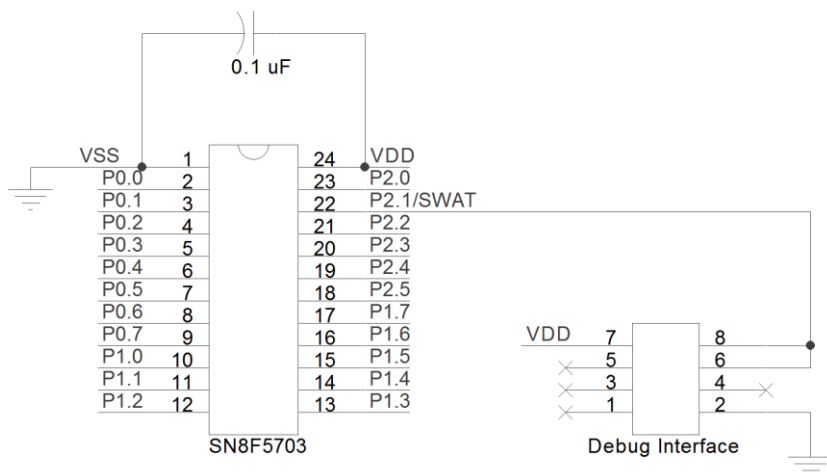 0.1 uF
VSS 1 24 VDD
P0.0 2 23 P2.0
P0.1 3 22 P2.1/SWAT
P0.2 4 21 P2.2
P0.3 5 20 P2.3
P0.4 6 19 P2.4
P0.5 7 18 P2.5
P0.6 8 17 P1.7
P0.7 9 16 P1.6
P1.0 10 15 P1.5
P1.1 11 14 P1.4
P1.2 12 13 P1.3
SN8F5703
VDD 7 8
5 6
3 4
1 2
Debug Interface